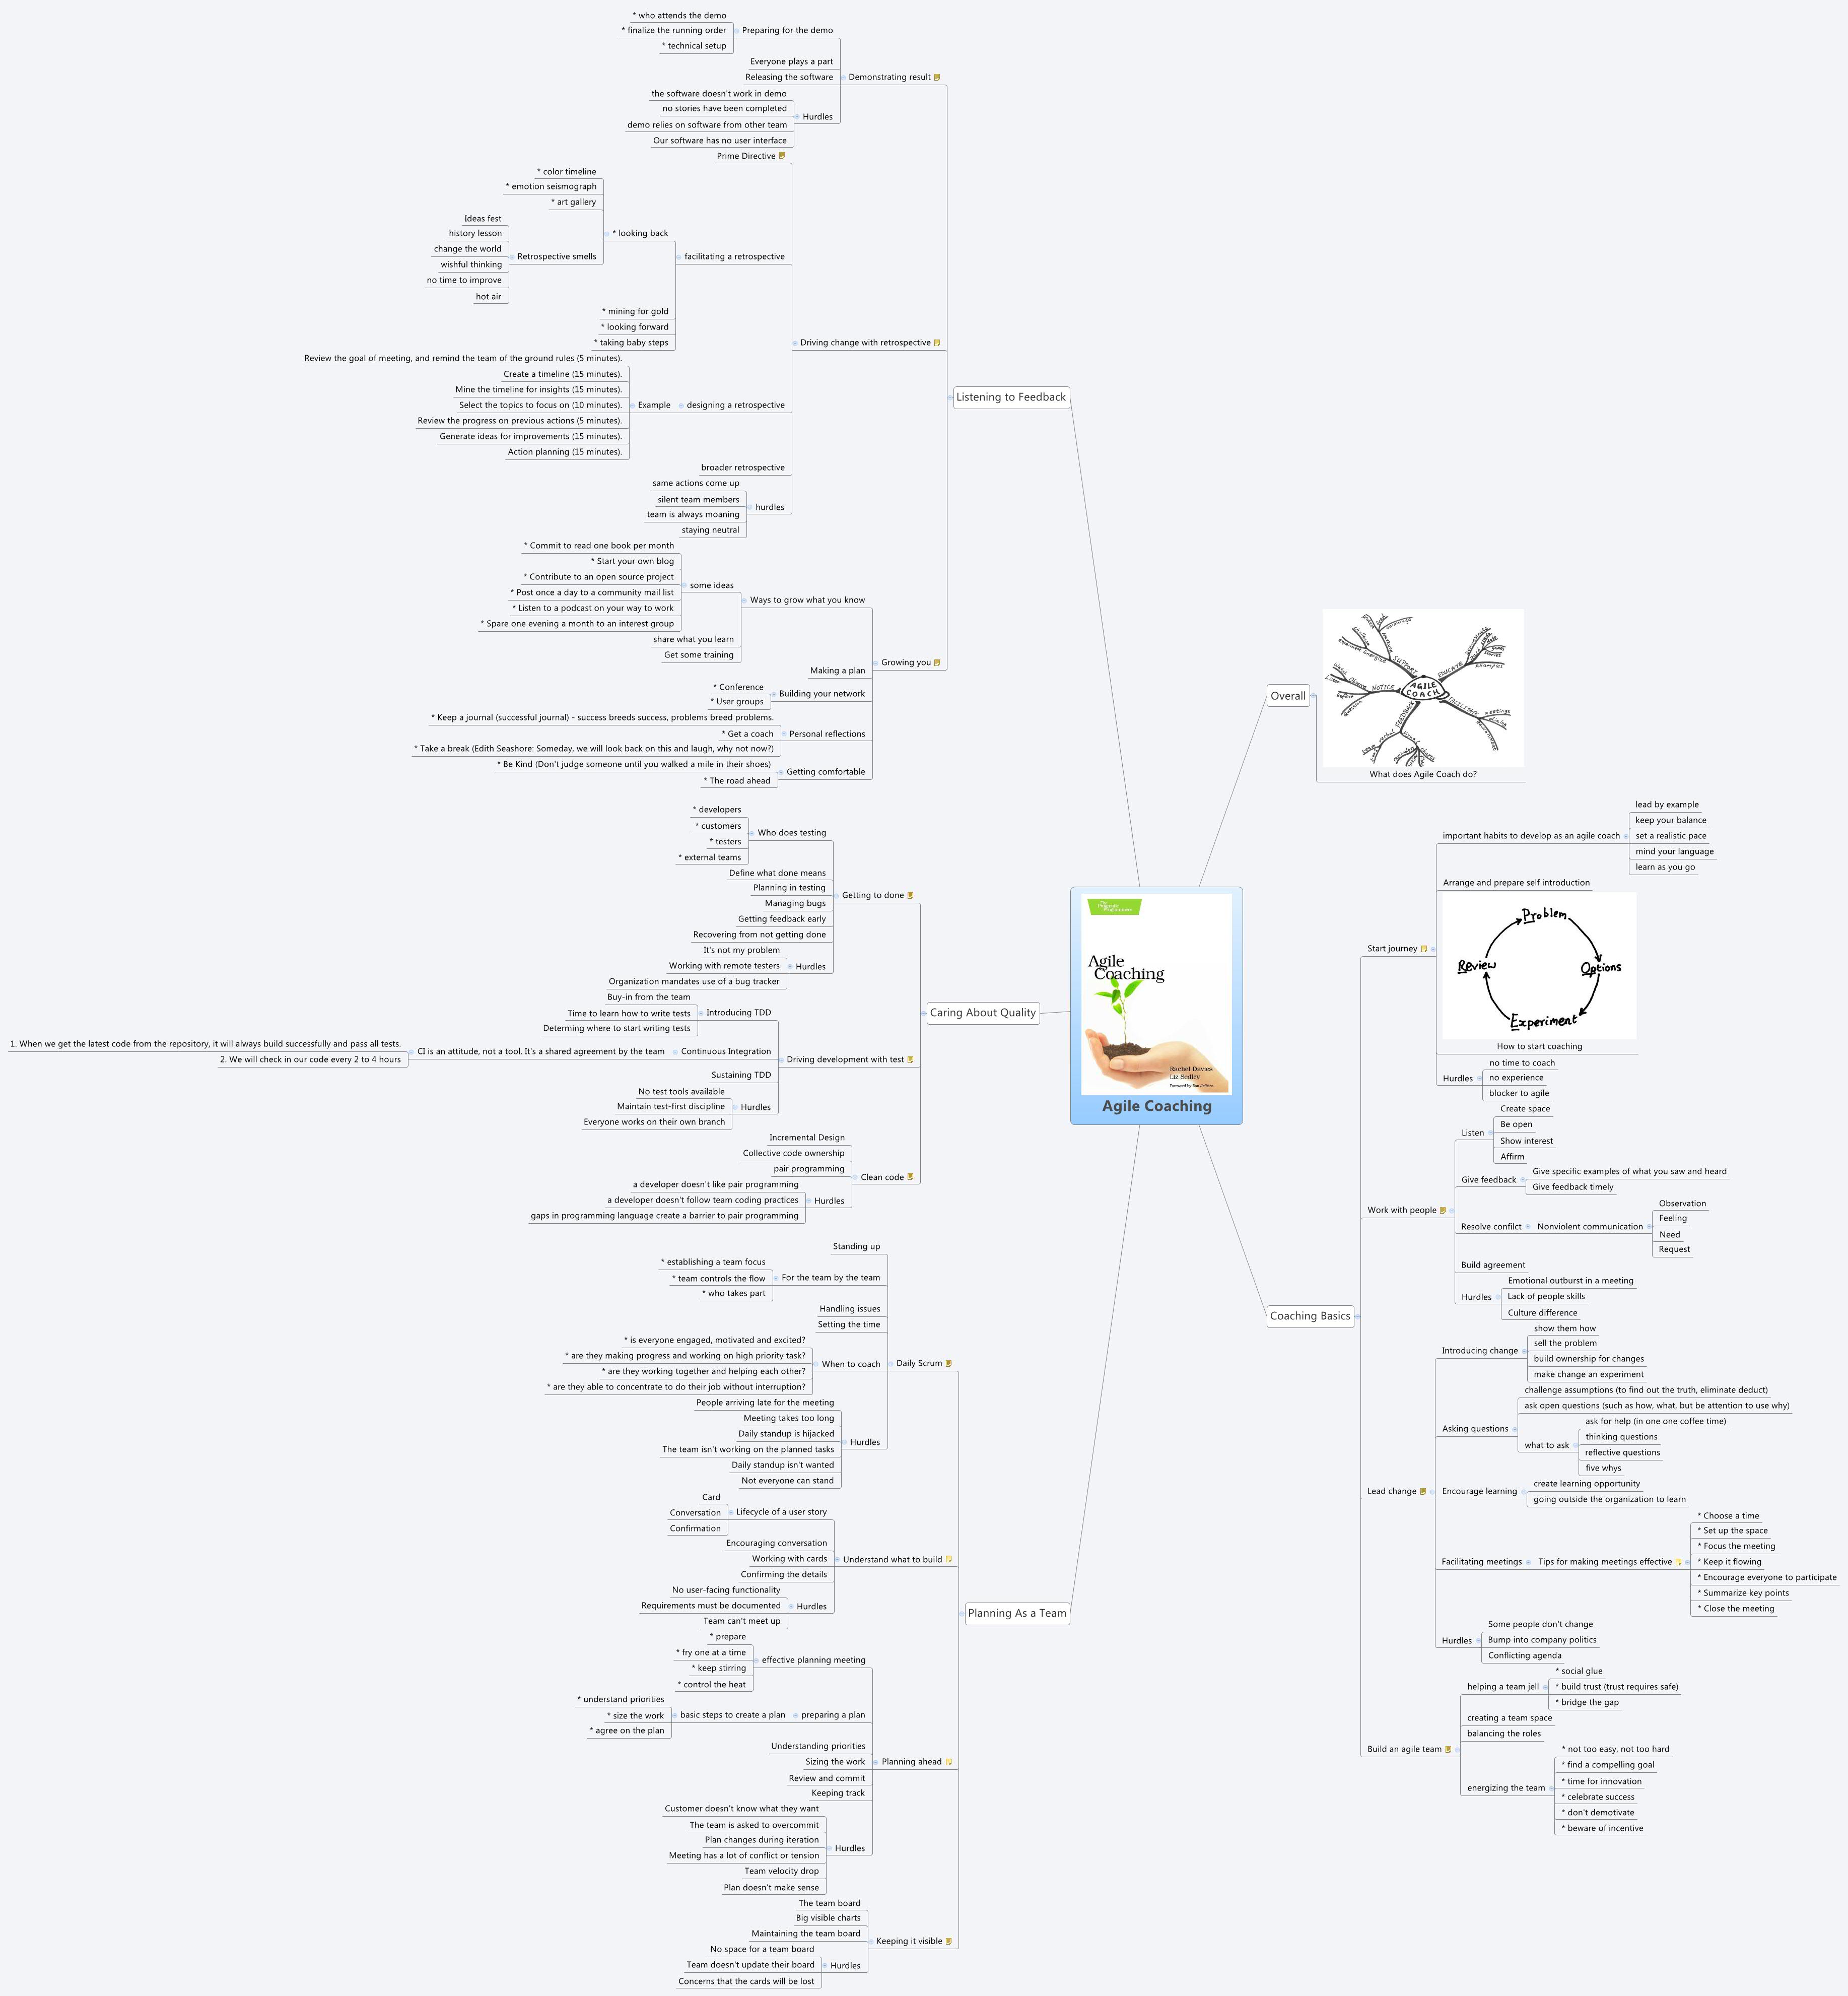 Agile Coaching
The Pragmatic Programmers
Agile
Coaching
Rachel Davies
Liz Sedley
Overall
AGILE
COACH
SUPPORT
EDUCATE
NOTICE
FEEDBACK
FACILITATE
What does Agile Coach do?
Coaching Basics
Start journey
important habits to develop as an agile coach
lead by example
keep your balance
set a realistic pace
mind your language
learn as you go
Arrange and prepare self introduction
Problem
Options
Experiment
Review
How to start coaching
Hurdles
no time to coach
no experience
blocker to agile
Work with people
Listen
Create space
Be open
Show interest
Affirm
Give feedback
Give specific examples of what you saw and heard
Give feedback timely
Resolve confilct
Nonviolent communication
Observation
Feeling
Need
Request
Build agreement
Hurdles
Emotional outburst in a meeting
Lack of people skills
Culture difference
Lead change
Introducing change
show them how
sell the problem
build ownership for changes
make change an experiment
Asking questions
challenge assumptions (to find out the truth, eliminate deduct)
ask open questions (such as how, what, but be attention to use why)
what to ask
ask for help (in one one coffee time)
thinking questions
reflective questions
five whys
Encourage learning
create learning opportunity
going outside the organization to learn
Facilitating meetings
Tips for making meetings effective
* Choose a time
* Set up the space
* Focus the meeting
* Keep it flowing
* Encourage everyone to participate
* Summarize key points
* Close the meeting
Hurdles
Some people don't change
Bump into company politics
Conflicting agenda
Build an agile team
helping a team jell
* social glue
* build trust (trust requires safe)
* bridge the gap
creating a team space
balancing the roles
energizing the team
* not too easy, not too hard
* find a compelling goal
* time for innovation
* celebrate success
* don't demotivate
* beware of incentive
Planning As a Team
Daily Scrum
Standing up
For the team by the team
* establishing a team focus
* team controls the flow
* who takes part
Handling issues
Setting the time
When to coach
* is everyone engaged, motivated and excited?
* are they making progress and working on high priority task?
* are they working together and helping each other?
* are they able to concentrate to do their job without interruption?
Hurdles
People arriving late for the meeting
Meeting takes too long
Daily standup is hijacked
The team isn't working on the planned tasks
Daily standup isn't wanted
Not everyone can stand
Understand what to build
Lifecycle of a user story
Card
Conversation
Confirmation
Encouraging conversation
Working with cards
Confirming the details
Hurdles
No user-facing functionality
Requirements must be documented
Team can't meet up
Planning ahead
effective planning meeting
* prepare
* fry one at a time
* keep stirring
* control the heat
preparing a plan
basic steps to create a plan
* understand priorities
* size the work
* agree on the plan
Understanding priorities
Sizing the work
Review and commit
Keeping track
Hurdles
Customer doesn't know what they want
The team is asked to overcommit
Plan changes during iteration
Meeting has a lot of conflict or tension
Team velocity drop
Plan doesn't make sense
Keeping it visible
The team board
Big visible charts
Maintaining the team board
Hurdles
No space for a team board
Team doesn't update their board
Concerns that the cards will be lost
Caring About Quality
Getting to done
Who does testing
* developers
* customers
* testers
* external teams
Define what done means
Planning in testing
Managing bugs
Getting feedback early
Recovering from not getting done
Hurdles
It's not my problem
Working with remote testers
Organization mandates use of a bug tracker
Driving development with test
Introducing TDD
Buy-in from the team
Time to learn how to write tests
Determing where to start writing tests
Continuous Integration
CI is an attitude, not a tool. It's a shared agreement by the team
1. When we get the latest code from the repository, it will always build successfully and pass all tests.
2. We will check in our code every 2 to 4 hours
Sustaining TDD
Hurdles
No test tools available
Maintain test-first discipline
Everyone works on their own branch
Clean code
Incremental Design
Collective code ownership
pair programming
Hurdles
a developer doesn't like pair programming
a developer doesn't follow team coding practices
gaps in programming language create a barrier to pair programming
Listening to Feedback
Demonstrating result
Preparing for the demo
* who attends the demo
* finalize the running order
* technical setup
Everyone plays a part
Releasing the software
Hurdles
the software doesn't work in demo
no stories have been completed
demo relies on software from other team
Our software has no user interface
Driving change with retrospective
Prime Directive
facilitating a retrospective
* looking back
* color timeline
* emotion seismograph
* art gallery
Retrospective smells
Ideas fest
history lesson
change the world
wishful thinking
no time to improve
hot air
* mining for gold
* looking forward
* taking baby steps
designing a retrospective
Example
Review the goal of meeting, and remind the team of the ground rules (5 minutes).
Create a timeline (15 minutes).
Mine the timeline for insights (15 minutes).
Select the topics to focus on (10 minutes).
Review the progress on previous actions (5 minutes).
Generate ideas for improvements (15 minutes).
Action planning (15 minutes).
broader retrospective
hurdles
same actions come up
silent team members
team is always moaning
staying neutral
Growing you
Ways to grow what you know
some ideas
* Commit to read one book per month
* Start your own blog
* Contribute to an open source project
* Post once a day to a community mail list
* Listen to a podcast on your way to work
* Spare one evening a month to an interest group
share what you learn
Get some training
Making a plan
Building your network
* Conference
* User groups
Personal reflections
* Keep a journal (successful journal) - success breeds success, problems breed problems.
* Get a coach
* Take a break (Edith Seashore: Someday, we will look back on this and laugh, why not now?)
Getting comfortable
* Be Kind (Don't judge someone until you walked a mile in their shoes)
* The road ahead